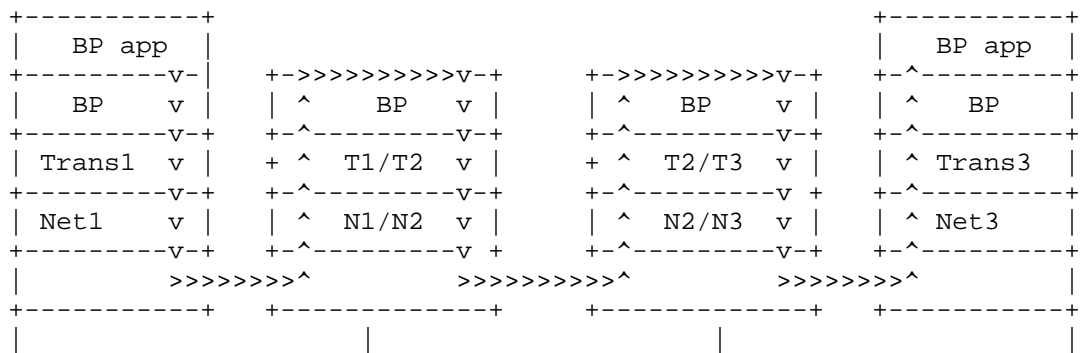 +-----------+                                         +-----------+
|   BP app  |                                         |   BP app  |
+---------v-|   +->>>>>>>>>>v-+     +->>>>>>>>>>v-+   +-^---------+
|   BP    v |   | ^    BP   v |     | ^   BP    v |   | ^   BP    |
+---------v-+   +-^---------v-+     +-^---------v-+   +-^---------+
| Trans1  v |   + ^  T1/T2  v |     + ^  T2/T3  v |   | ^ Trans3  |
+---------v-+   +-^---------v-+     +-^---------v +   +-^---------+
| Net1    v |   | ^  N1/N2  v |     | ^  N2/N3  v |   | ^ Net3    |
+---------v-+   +-^---------v +     +-^---------v-+   +-^---------+
|         >>>>>>>>^         >>>>>>>>>>^         >>>>>>>>^         |
+-----------+   +-------------+     +-------------+   +-----------+
|                     |                     |                     |